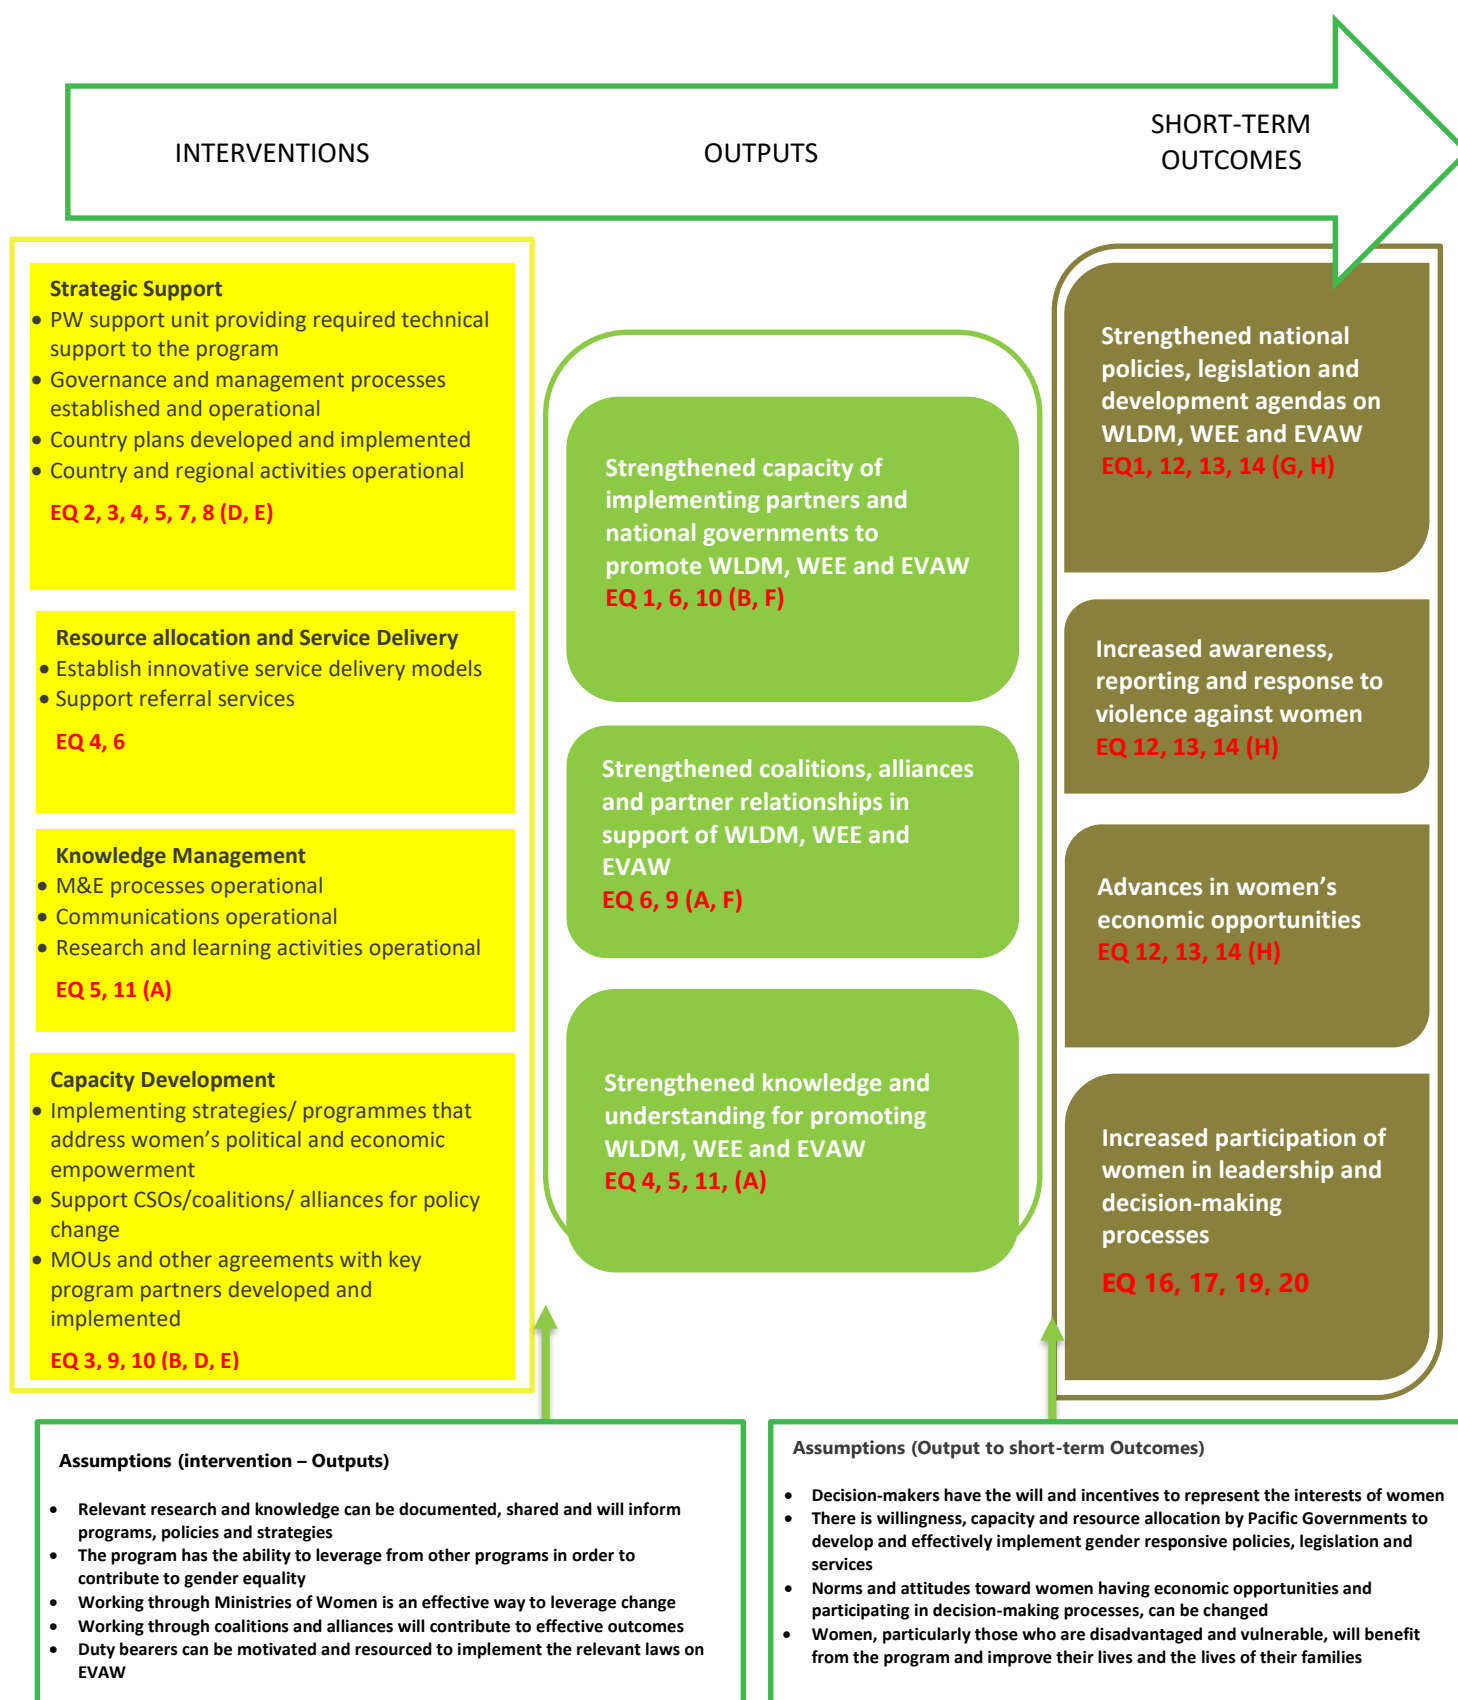 INTERVENTIONS
OUTPUTS
SHORT-TERM
OUTCOMES
Strategic Support
• PW support unit providing required technical
support to the program
• Governance and management processes
established and operational
• Country plans developed and implemented
• Country and regional activities operational
EQ 2, 3, 4, 5, 7, 8 (D, E)
Resource allocation and Service Delivery
• Establish innovative service delivery models
• Support referral services
EQ 4, 6
Knowledge Management
• M&E processes operational
• Communications operational
• Research and learning activities operational
EQ 5, 11 (A)
Capacity Development
• Implementing strategies/ programmes that
address women’s political and economic
empowerment
• Support CSOs/coalitions/ alliances for policy
change
• MOUs and other agreements with key
program partners developed and
implemented
EQ 3, 9, 10 (B, D, E)
Strengthened capacity of
implementing partners and
national governments to
promote WLDM, WEE and EVAW
EQ 1, 6, 10 (B, F)
Strengthened coalitions, alliances
and partner relationships in
support of WLDM, WEE and
EVAW
EQ 6, 9 (A, F)
Strengthened knowledge and
understanding for promoting
WLDM, WEE and EVAW
EQ 4, 5, 11, (A)
Strengthened national
policies, legislation and
development agendas on
WLDM, WEE and EVAW
EQ1, 12, 13, 14 (G, H)
Increased awareness,
reporting and response to
violence against women
EQ 12, 13, 14 (H)
Advances in women’s
economic opportunities
EQ 12, 13, 14 (H)
Increased participation of
women in leadership and
decision-making
processes
EQ 16, 17, 19, 20
Assumptions (intervention – Outputs)
• Relevant research and knowledge can be documented, shared and will inform
programs, policies and strategies
• The program has the ability to leverage from other programs in order to
contribute to gender equality
• Working through Ministries of Women is an effective way to leverage change
• Working through coalitions and alliances will contribute to effective outcomes
• Duty bearers can be motivated and resourced to implement the relevant laws on
EVAW
Assumptions (Output to short-term Outcomes)
• Decision-makers have the will and incentives to represent the interests of women
• There is willingness, capacity and resource allocation by Pacific Governments to
develop and effectively implement gender responsive policies, legislation and
services
• Norms and attitudes toward women having economic opportunities and
participating in decision-making processes, can be changed
• Women, particularly those who are disadvantaged and vulnerable, will benefit
from the program and improve their lives and the lives of their families